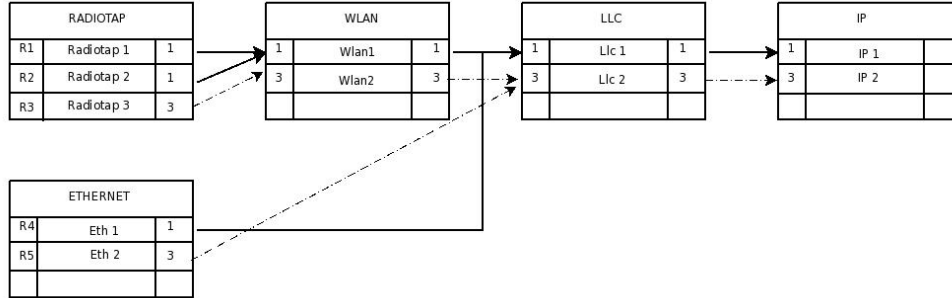 RADIOTAP WLAN LLC IP
R1 Radiotap 1 1 1 Wlan1 1 1 Llc 1 1 1 IP 1
R2 Radiotap 2 1 3 Wlan2 3 3 Llc 2 3 3 IP 2
R3 Radiotap 3 3
ETHERNET
R4 Eth 1 1
R5 Eth 2 3